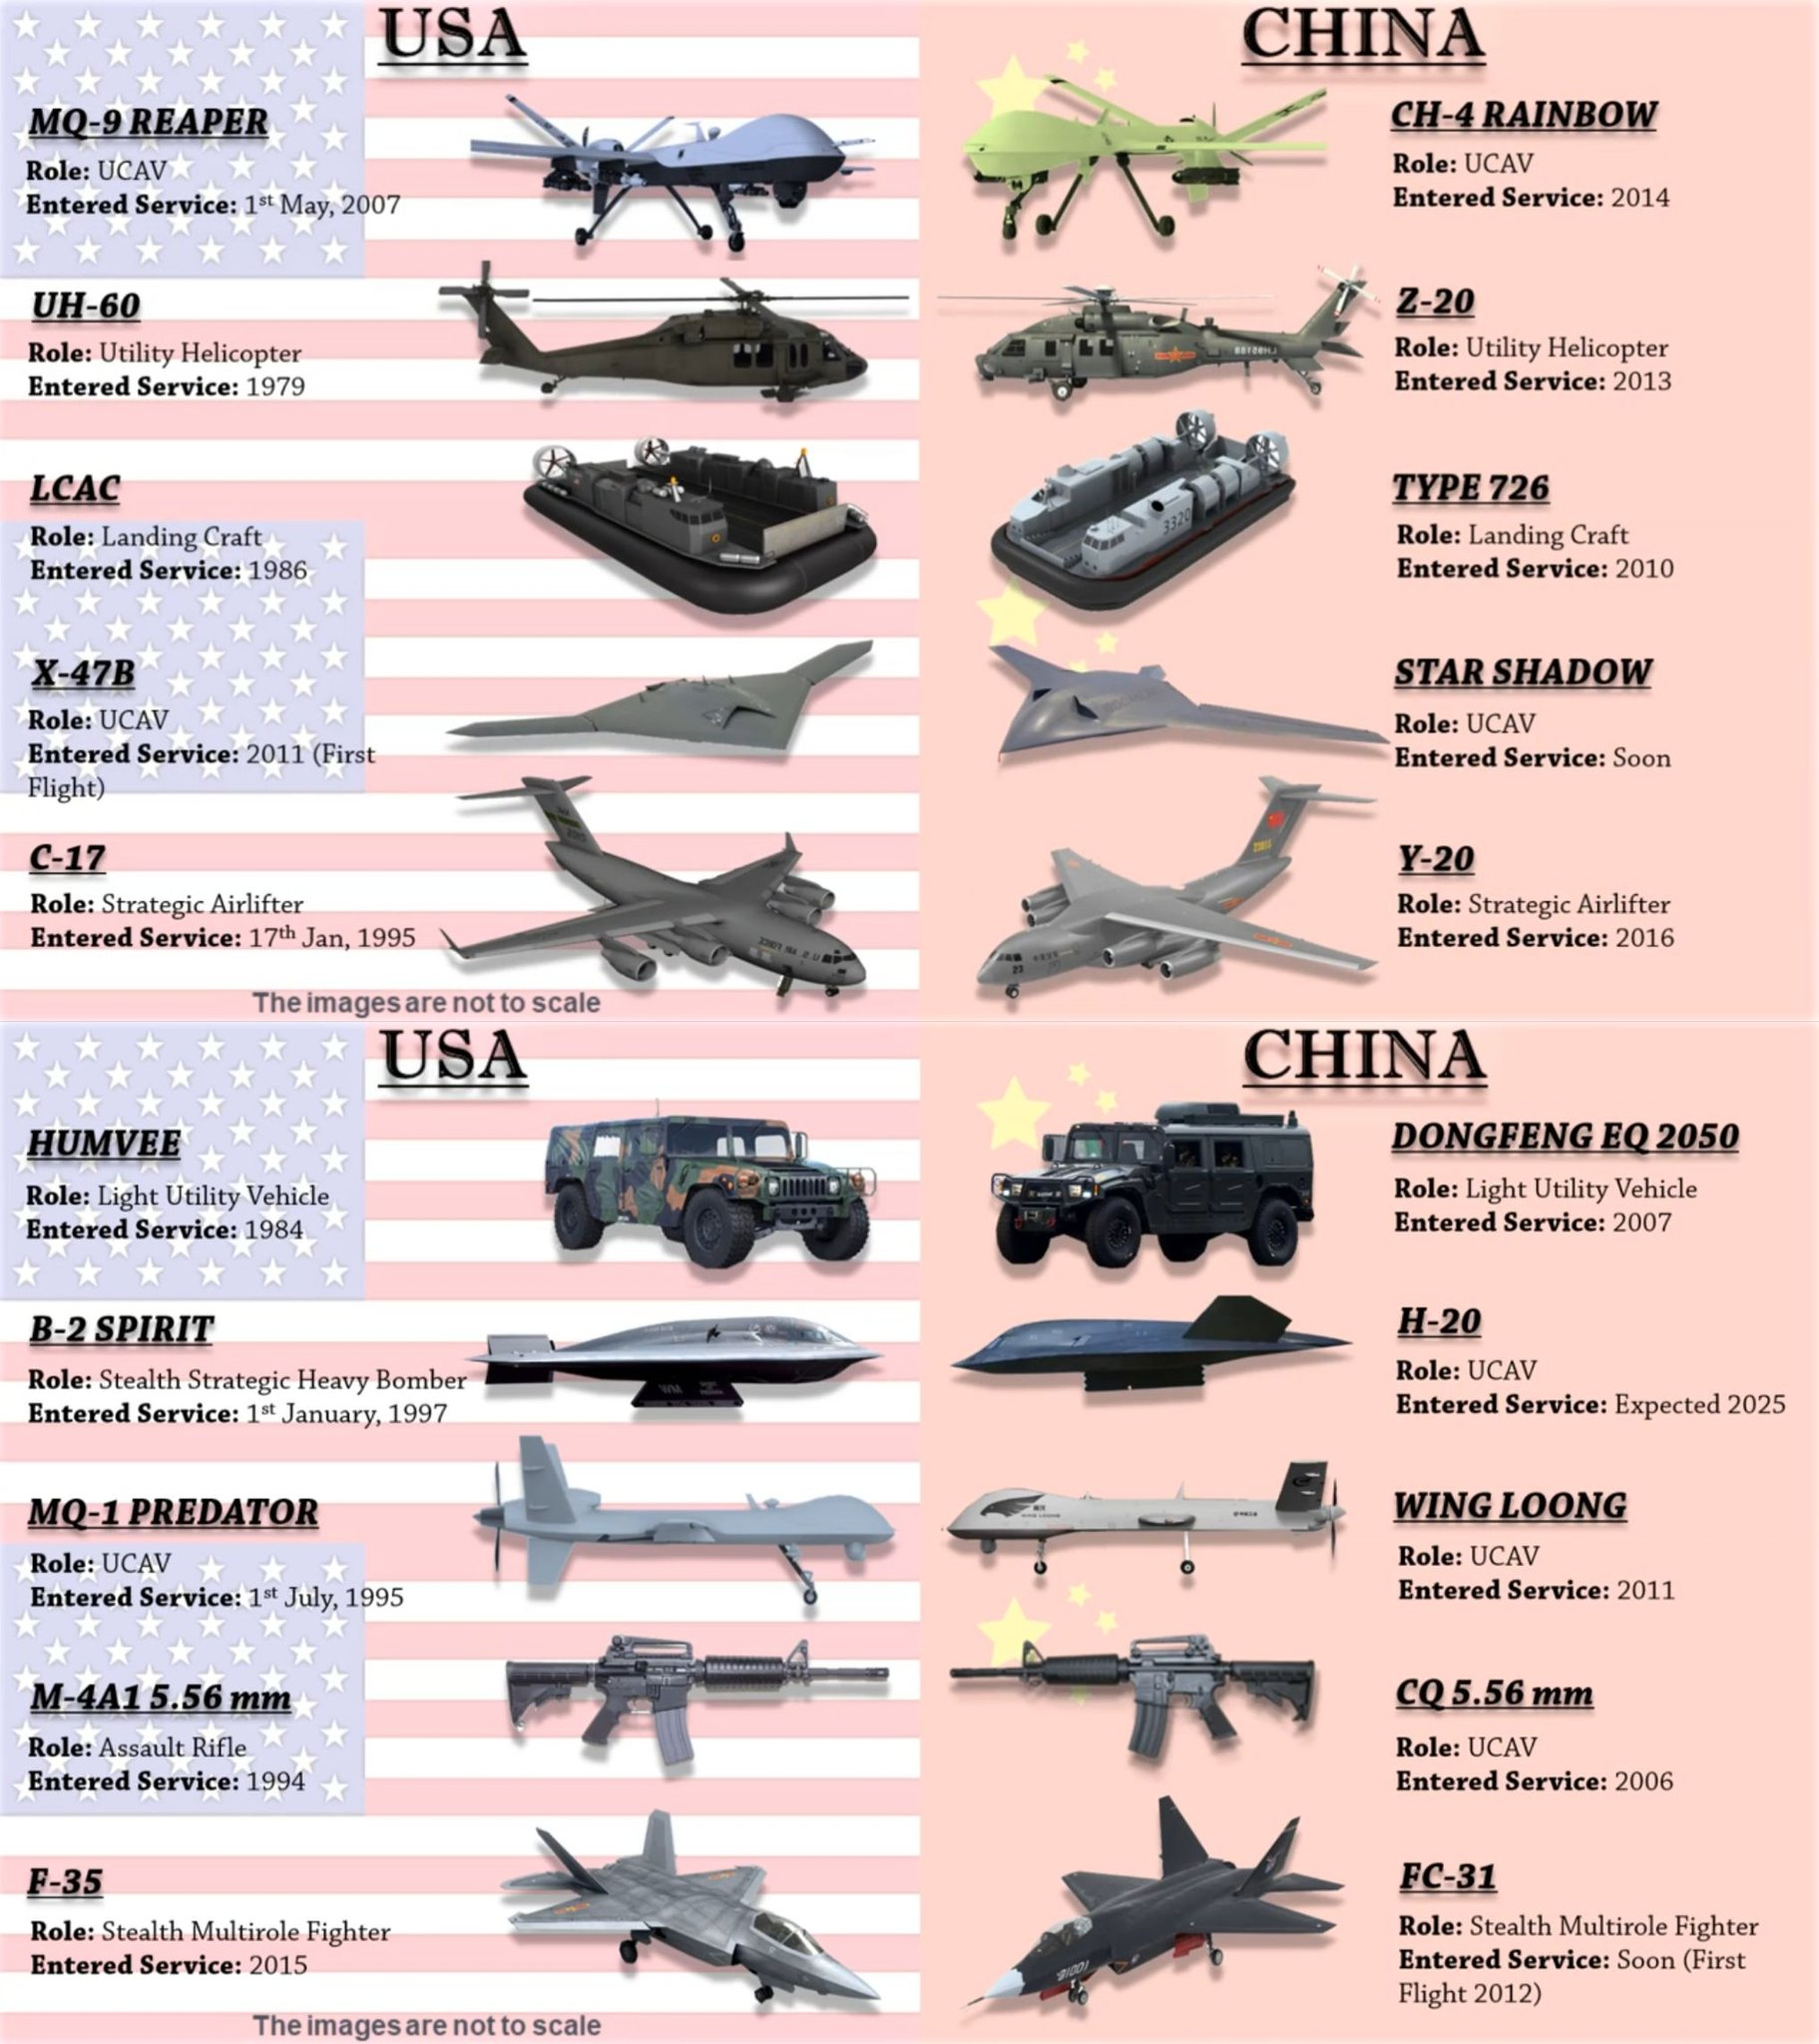 USA
CHINA
MQ-9 REAPER
Role: UCAV
Entered Service: 1st May, 2007
CH-4 RAINBOW
Role: UCAV
Entered Service: 2014
UH-60
Role: Utility Helicopter
Entered Service: 1979
Z-20
Role: Utility Helicopter
Entered Service: 2013
LCAC
Role: Landing Craft
Entered Service: 1986
3320
TYPE 726
Role: Landing Craft
Entered Service: 2010
X-47B
Role: UCAV
Entered Service: 2011 (First
Flight)
STAR SHADOW
Role: UCAV
Entered Service: Soon
C-17
Role: Strategic Airlifter
Entered Service: 17th Jan, 1995
Y-20
Role: Strategic Airlifter
Entered Service: 2016
The images are not to scale
USA
CHINA
HUMVEE
Role: Light Utility Vehicle
Entered Service: 1984
DONGFENG EQ 2050
Role: Light Utility Vehicle
Entered Service: 2007
B-2 SPIRIT
Role: Stealth Strategic Heavy Bomber
Entered Service: 1st January, 1997
WM
H-20
Role: UCAV
Entered Service: Expected 2025
MQ-1 PREDATOR
Role: UCAV
Entered Service: 1st July, 1995
WING LOONG
WING LOONG
Role: UCAV
Entered Service: 2011
M-4A1 5.56 mm
Role: Assault Rifle
Entered Service: 1994
CQ 5.56 mm
Role: UCAV
Entered Service: 2006
F-35
Role: Stealth Multirole Fighter
Entered Service: 2015
FC-31
Role: Stealth Multirole Fighter
Entered Service: Soon (First
Flight 2012)
The images are not to scale